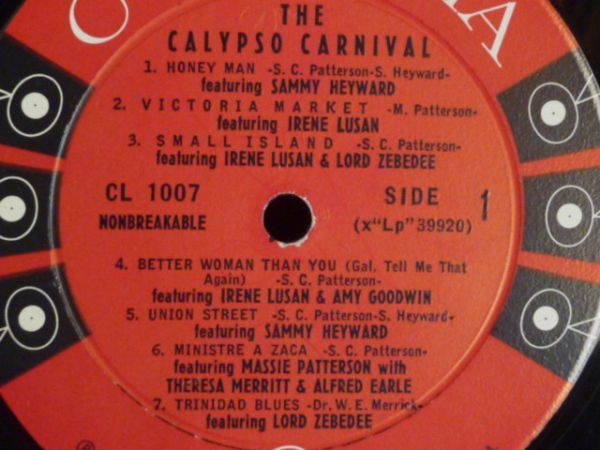 THE
CALYPSO CARNIVAL
1. HONEY MAN -S. C. Patterson-S. Heyward-
featuring SAMMY HEYWARD
2. VICTORIA MARKET -M. Patterson-
featuring IRENE LUSAN
3. SMALL ISLAND -S. C. Patterson-
featuring IRENE LUSAN & LORD ZEBEDEE
CL 1007
SIDE 1
NONBREAKABLE
(x"Lp"39920)
4. BETTER WOMAN THAN YOU (Gal, Tell Me That
Again) -S. C. Patterson-
featuring IRENE LUSAN & AMY GOODWIN
5. UNION STREET -S. C. Patterson-S. Heyward-
featuring SAMMY HEYWARD
6. MINISTRE A ZACA -S. C. Patterson-
featuring MASSIE PATTERSON with
THERESA MERRITT & ALFRED EARLE
7. TRINIDAD BLUES -Dr. W. E. Merrick-
featuring LORD ZEBEDEE